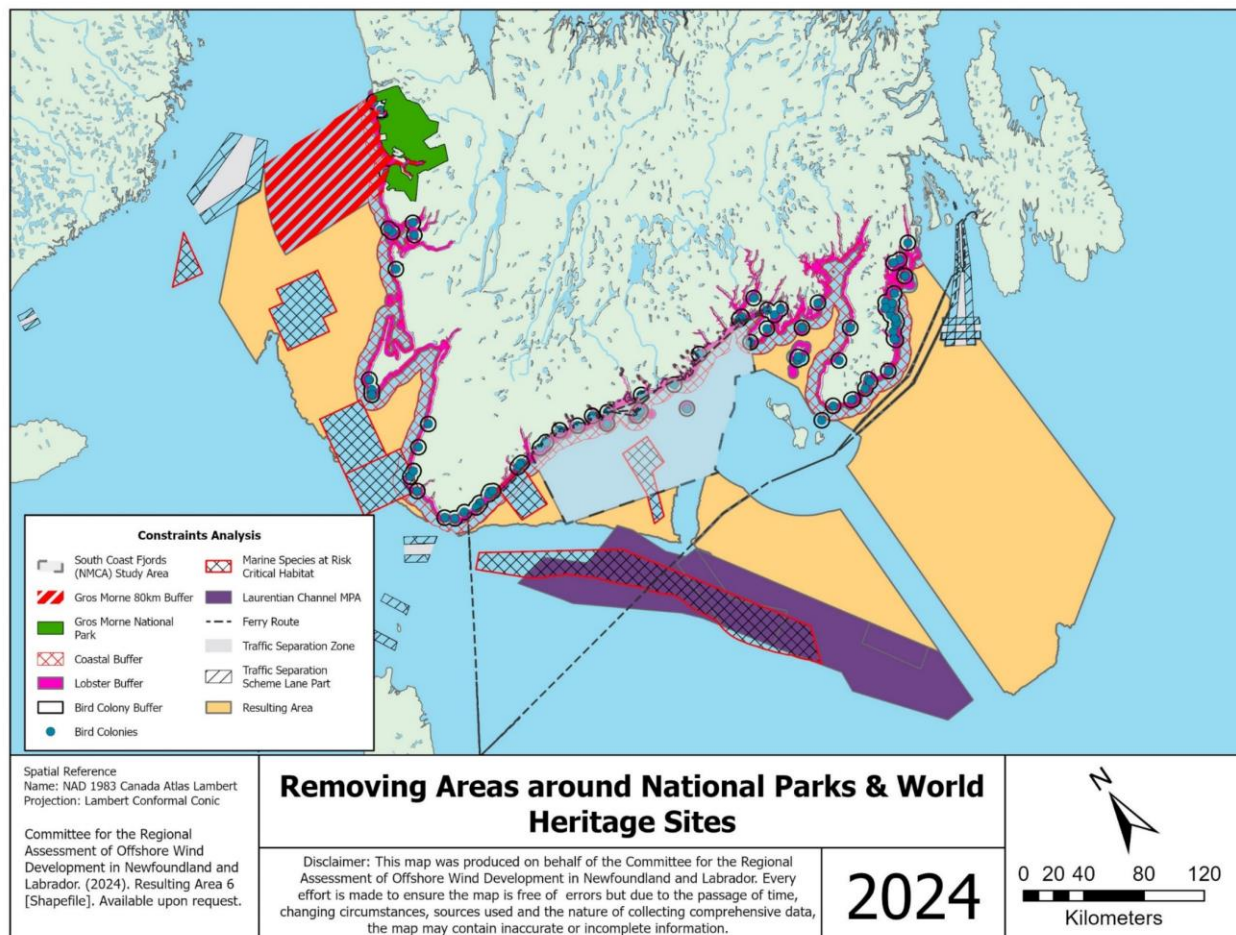 Constraints Analysis
South Coast Fjords
(NMCA) Study Area
Gros Morne 80km Buffer
Gros Morne National
Park
Coastal Buffer
Lobster Buffer
Bird Colony Buffer
Bird Colonies
Marine Species at Risk
Critical Habitat
Laurentian Channel MPA
Ferry Route
Traffic Separation Zone
Traffic Separation
Scheme Lane Part
Resulting Area
Spatial Reference
Name: NAD 1983 Canada Atlas Lambert
Projection: Lambert Conformal Conic
Committee for the Regional
Assessment of Offshore Wind
Development in Newfoundland and
Labrador. (2024). Resulting Area 6
[Shapefile]. Available upon request.
Removing Areas around National Parks & World
Heritage Sites
Disclaimer: This map was produced on behalf of the Committee for the Regional
Assessment of Offshore Wind Development in Newfoundland and Labrador. Every
effort is made to ensure the map is free of errors but due to the passage of time,
changing circumstances, sources used and the nature of collecting comprehensive data,
the map may contain inaccurate or incomplete information.
2024
N
0 20 40 80 120
Kilometers